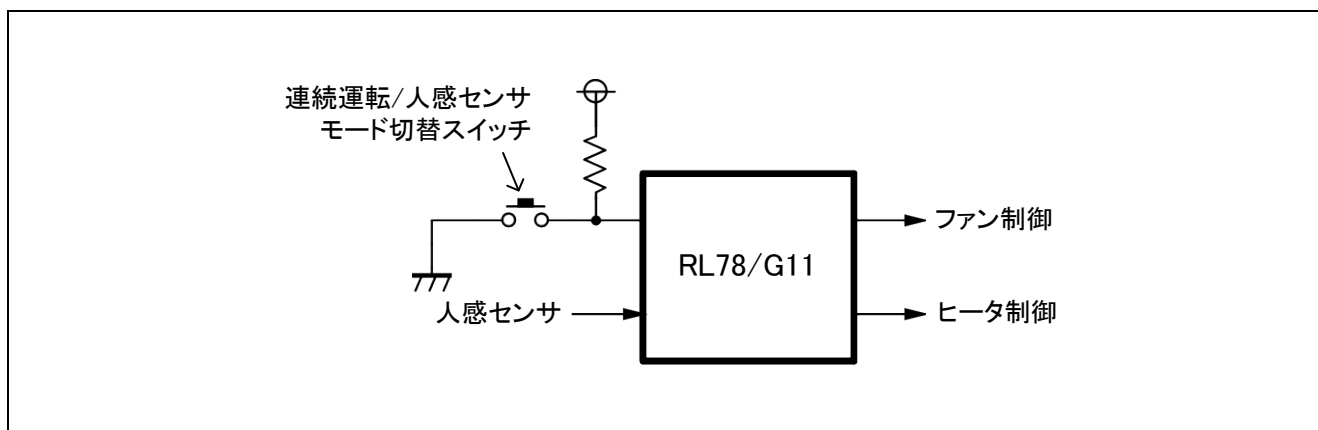 連続運転/人感センサ
モード切替スイッチ
ファン制御
RL78/G11
人感センサ
ヒータ制御